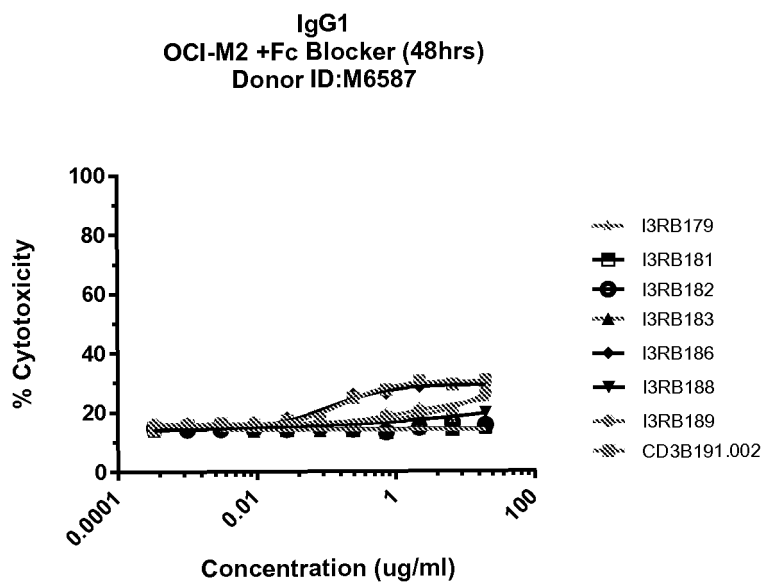 IgG1
OCI-M2 +Fc Blocker (48hrs)
Donor ID:M6587
100
80
60
40
20
0
% Cytotoxicity
0.0001
0.01
1
100
Concentration (ug/ml)
I3RB179
I3RB181
I3RB182
I3RB183
I3RB186
I3RB188
I3RB189
CD3B191.002